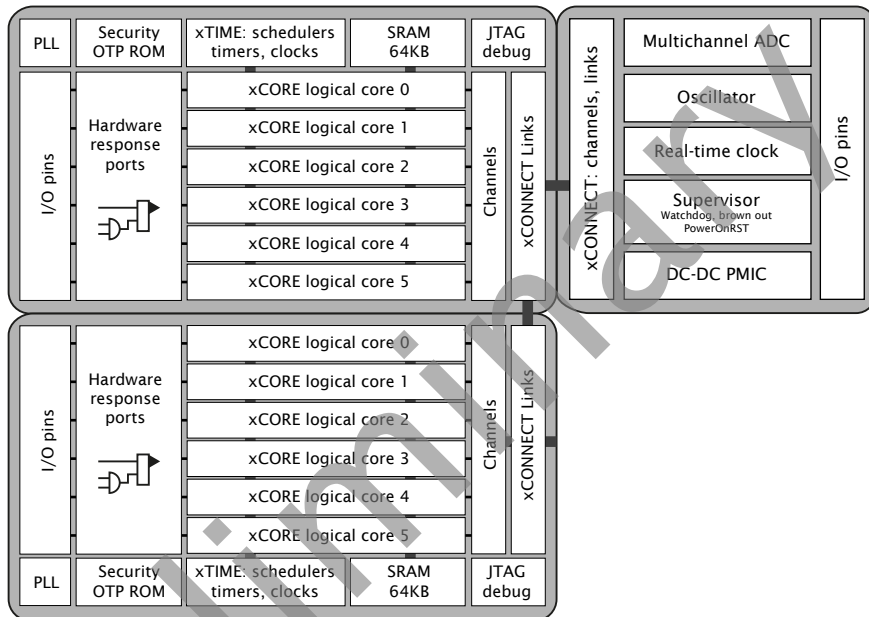 PLL
Security
OTP ROM
xTIME: schedulers
timers, clocks
SRAM
64KB
JTAG
debug
I/O pins
Hardware
response
ports
xCORE logical core 0
xCORE logical core 1
xCORE logical core 2
xCORE logical core 3
xCORE logical core 4
xCORE logical core 5
Channels
xCONNECT Links
xCONNECT: channels, links
Multichannel ADC
Oscillator
Real-time clock
Supervisor
Watchdog, brown out
PowerOnRST
DC-DC PMIC
I/O pins
I/O pins
Hardware
response
ports
xCORE logical core 0
xCORE logical core 1
xCORE logical core 2
xCORE logical core 3
xCORE logical core 4
xCORE logical core 5
Channels
xCONNECT Links
PLL
Security
OTP ROM
xTIME: schedulers
timers, clocks
SRAM
64KB
JTAG
debug
liminary